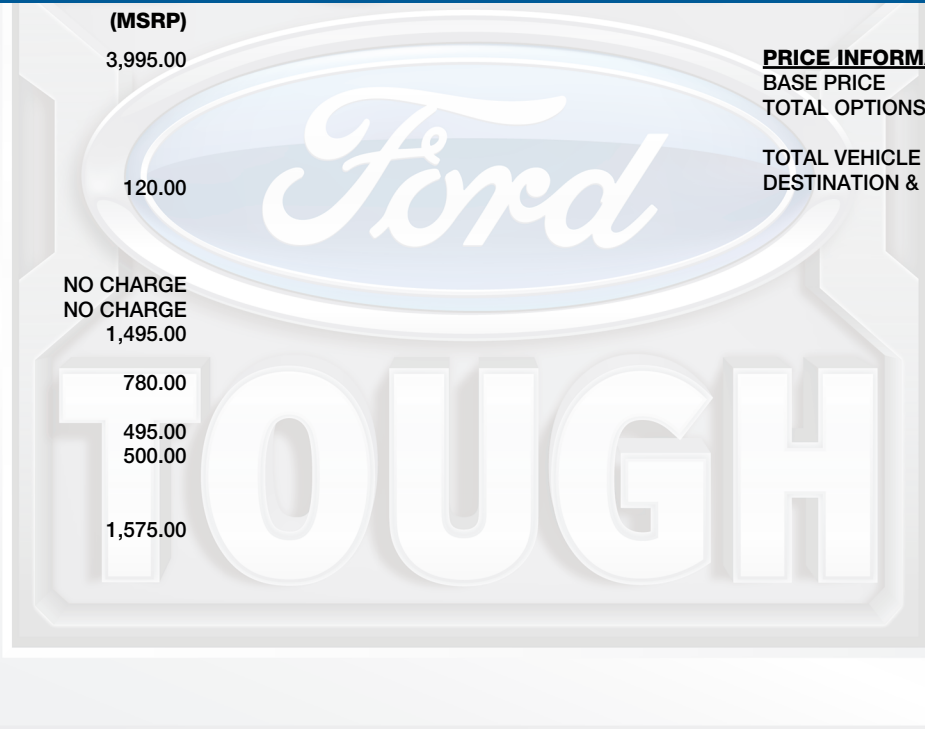 (MSRP)
3,995.00
120.00
NO CHARGE
NO CHARGE
1,495.00
780.00
495.00
500.00
1,575.00
PRICE INFORMA
BASE PRICE
TOTAL OPTIONS
TOTAL VEHICLE
DESTINATION &
Ford
TOUGH